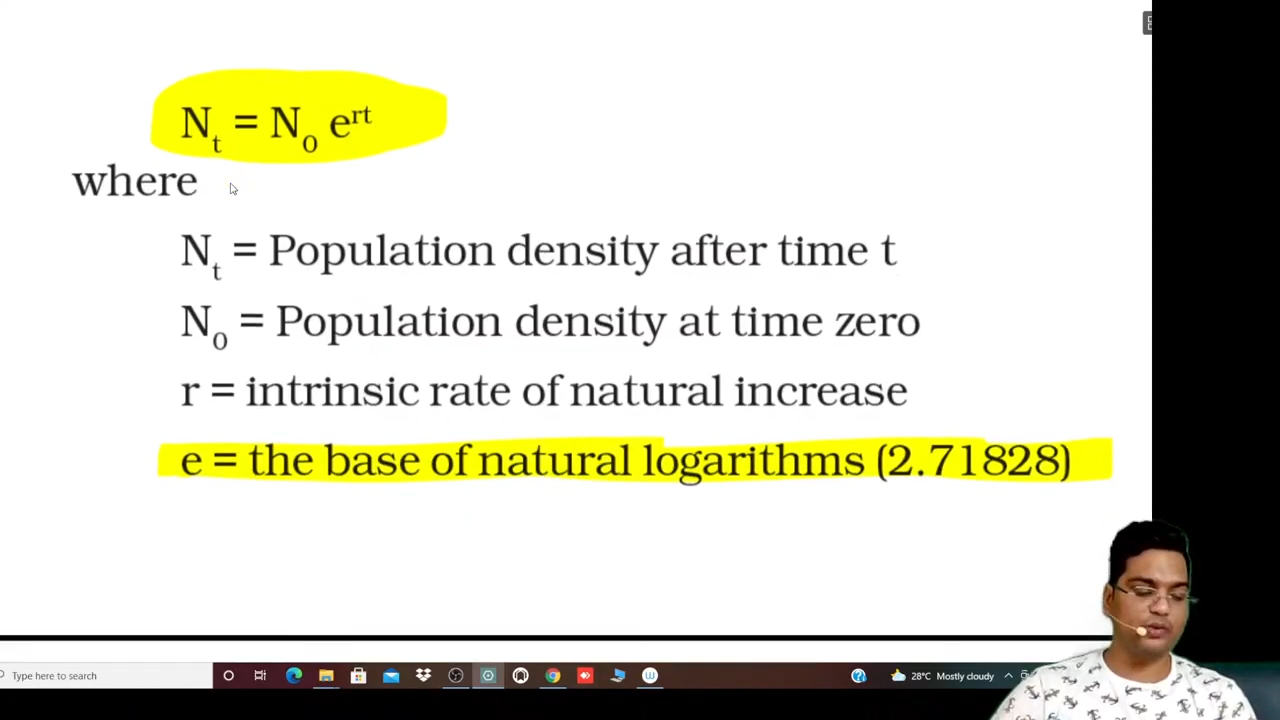 Nt = N0 e^rt
where
Nt = Population density after time t
N0 = Population density at time zero
r = intrinsic rate of natural increase
e = the base of natural logarithms (2.71828)
Type here to search
28°C Mostly cloudy